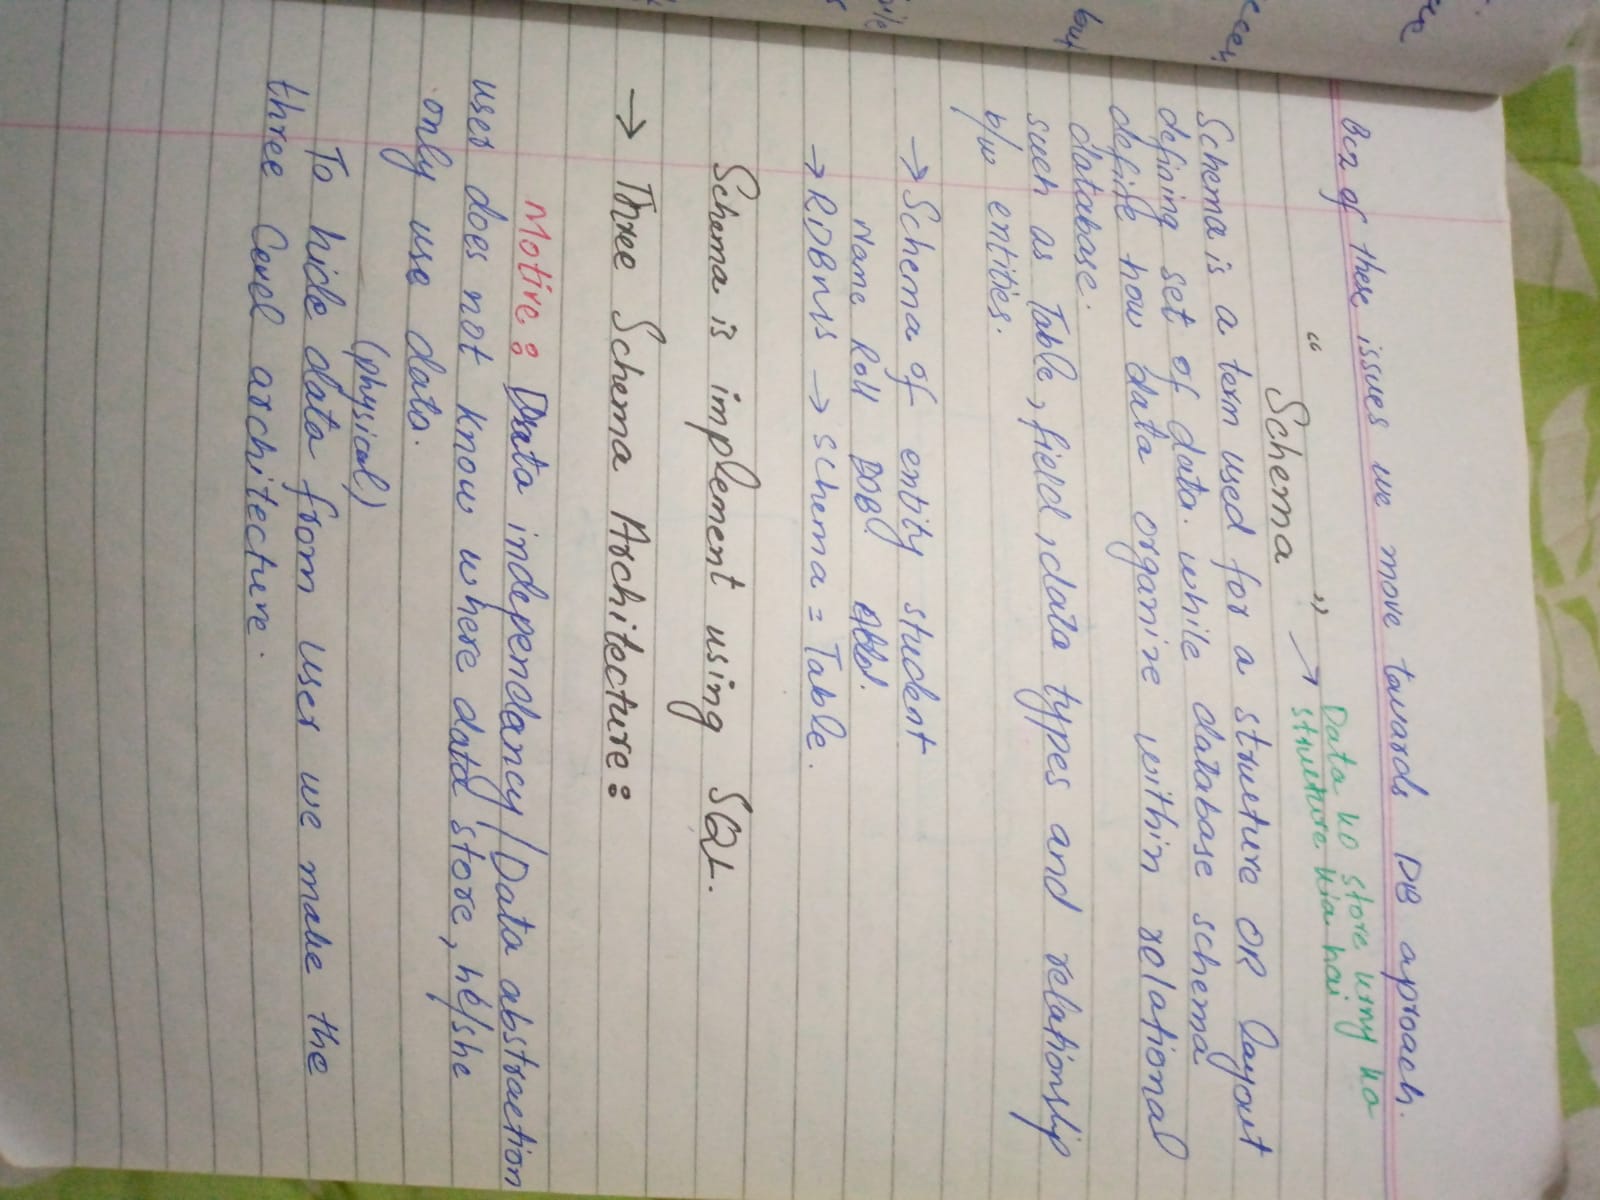 Bcz of these issues we move towards DB aproach.
Data ko store krny ka
structure kia hai
" Schema " →
Schema is a term used for a structure OR layout
defining set of data. while database schema
define how data organize within relational
database.
such as Table, field, data types and relationship
b/w entities.
→ Schema of entity student
Name Roll DOB
→ RDBMS → Schema = Table.
Schema is implement using SQL.
→ Three Schema Architecture:
Motive: Data independancy / Data abstraction
user does not know where data store, he/she
only use data.
(physical)
To hide data from user we make the
three level architecture.
but